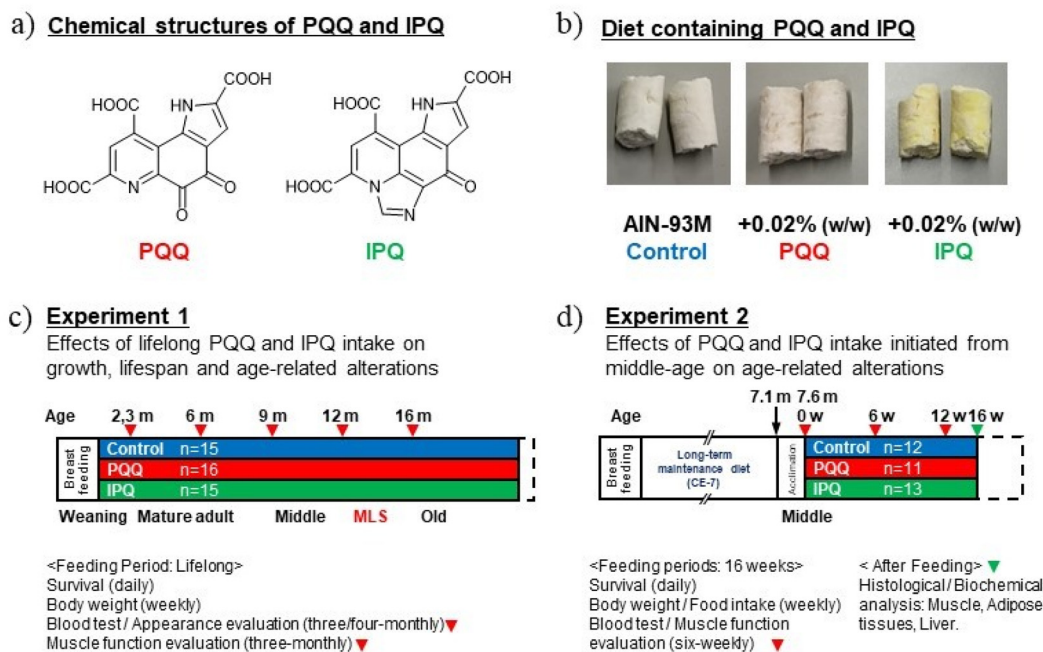 a) Chemical structures of PQQ and IPQ
COOH
HOOC
HN
HOOC
N
O
O
PQQ
COOH
HOOC
HN
HOOC
N
O
N
IPQ
b) Diet containing PQQ and IPQ
AIN-93M
Control
+0.02% (w/w)
PQQ
+0.02% (w/w)
IPQ
c) Experiment 1
Effects of lifelong PQQ and IPQ intake on
growth, lifespan and age-related alterations
Age 2,3 m 6 m 9 m 12 m 16 m
Breast
feeding
Control n=15
PQQ n=16
IPQ n=15
Weaning Mature adult Middle MLS Old
<Feeding Period: Lifelong>
Survival (daily)
Body weight (weekly)
Blood test / Appearance evaluation (three/four-monthly)
Muscle function evaluation (three-monthly)
d) Experiment 2
Effects of PQQ and IPQ intake initiated from
middle-age on age-related alterations
7.1 m 7.6 m
Age 0 w 6 w 12 w 16 w
Breast
feeding
Long-term
maintenance diet
(CE-7)
Acclimation
Control n=12
PQQ n=11
IPQ n=13
Middle
<Feeding periods: 16 weeks>
Survival (daily)
Body weight / Food intake (weekly)
Blood test / Muscle function
evaluation (six-weekly)
< After Feeding>
Histological / Biochemical
analysis: Muscle, Adipose
tissues, Liver.